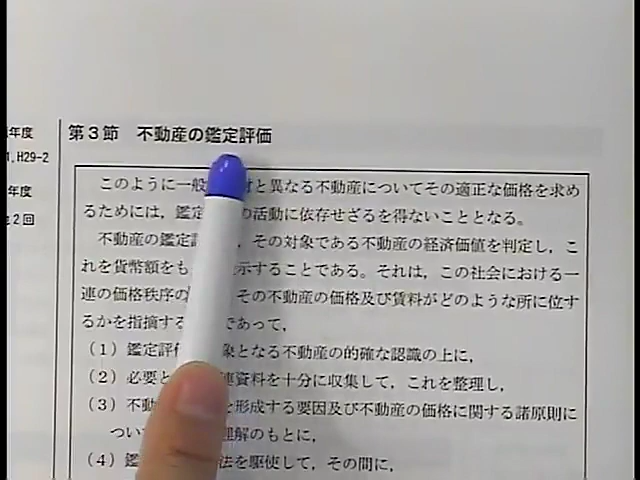 年度
第3節 不動産の鑑定評価
, H29-2
年度
2回
このように一般 と異なる不動産についてその適正な価格を求め
るためには,鑑定 の活動に依存せざるを得ないこととなる。
不動産の鑑定 ,その対象である不動産の経済価値を判定し,こ
れを貨幣額をも 示することである。それは,この社会における一
連の価格秩序の その不動産の価格及び賃料がどのような所に位す
るかを指摘する であって,
(1) 鑑定評 象となる不動産の的確な認識の上に,
(2) 必要 資料を十分に収集して,これを整理し,
(3) 不動 を形成する要因及び不動産の価格に関する諸原則に
つい 理解のもとに,
(4) 鑑 法を駆使して,その間に,